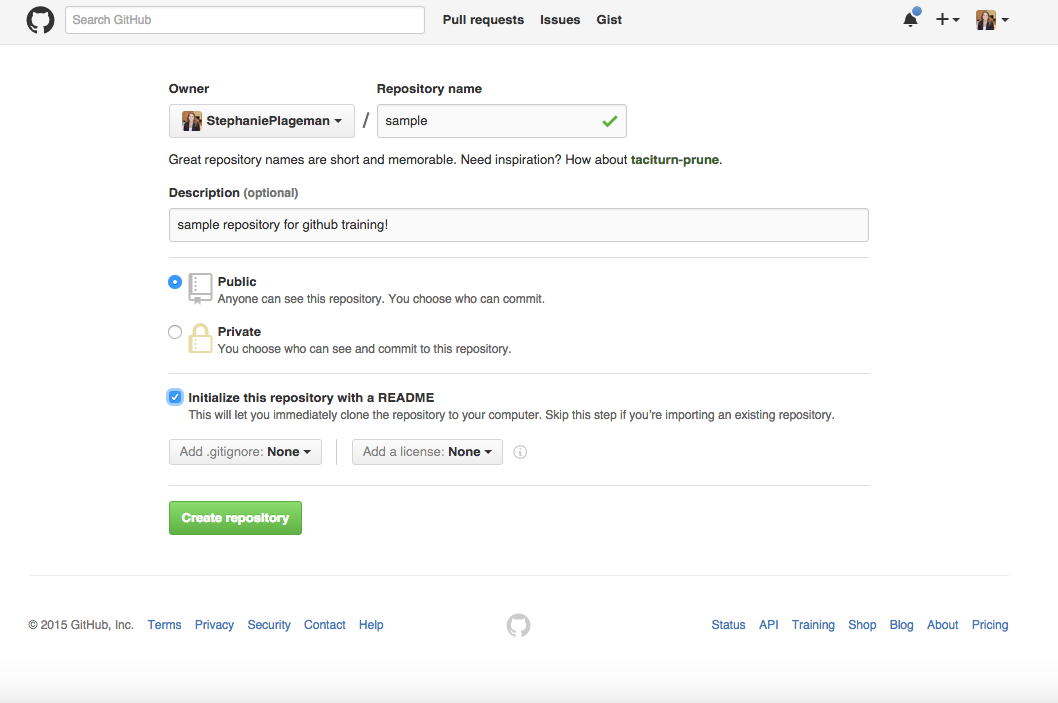 Search GitHub Pull requests Issues Gist
Owner Repository name
StephaniePlageman / sample
Great repository names are short and memorable. Need inspiration? How about taciturn-prune.
Description (optional)
sample repository for github training!
Public
Anyone can see this repository. You choose who can commit.
Private
You choose who can see and commit to this repository.
Initialize this repository with a README
This will let you immediately clone the repository to your computer. Skip this step if you're importing an existing repository.
Add .gitignore: None Add a license: None
Create repository
© 2015 GitHub, Inc. Terms Privacy Security Contact Help Status API Training Shop Blog About Pricing